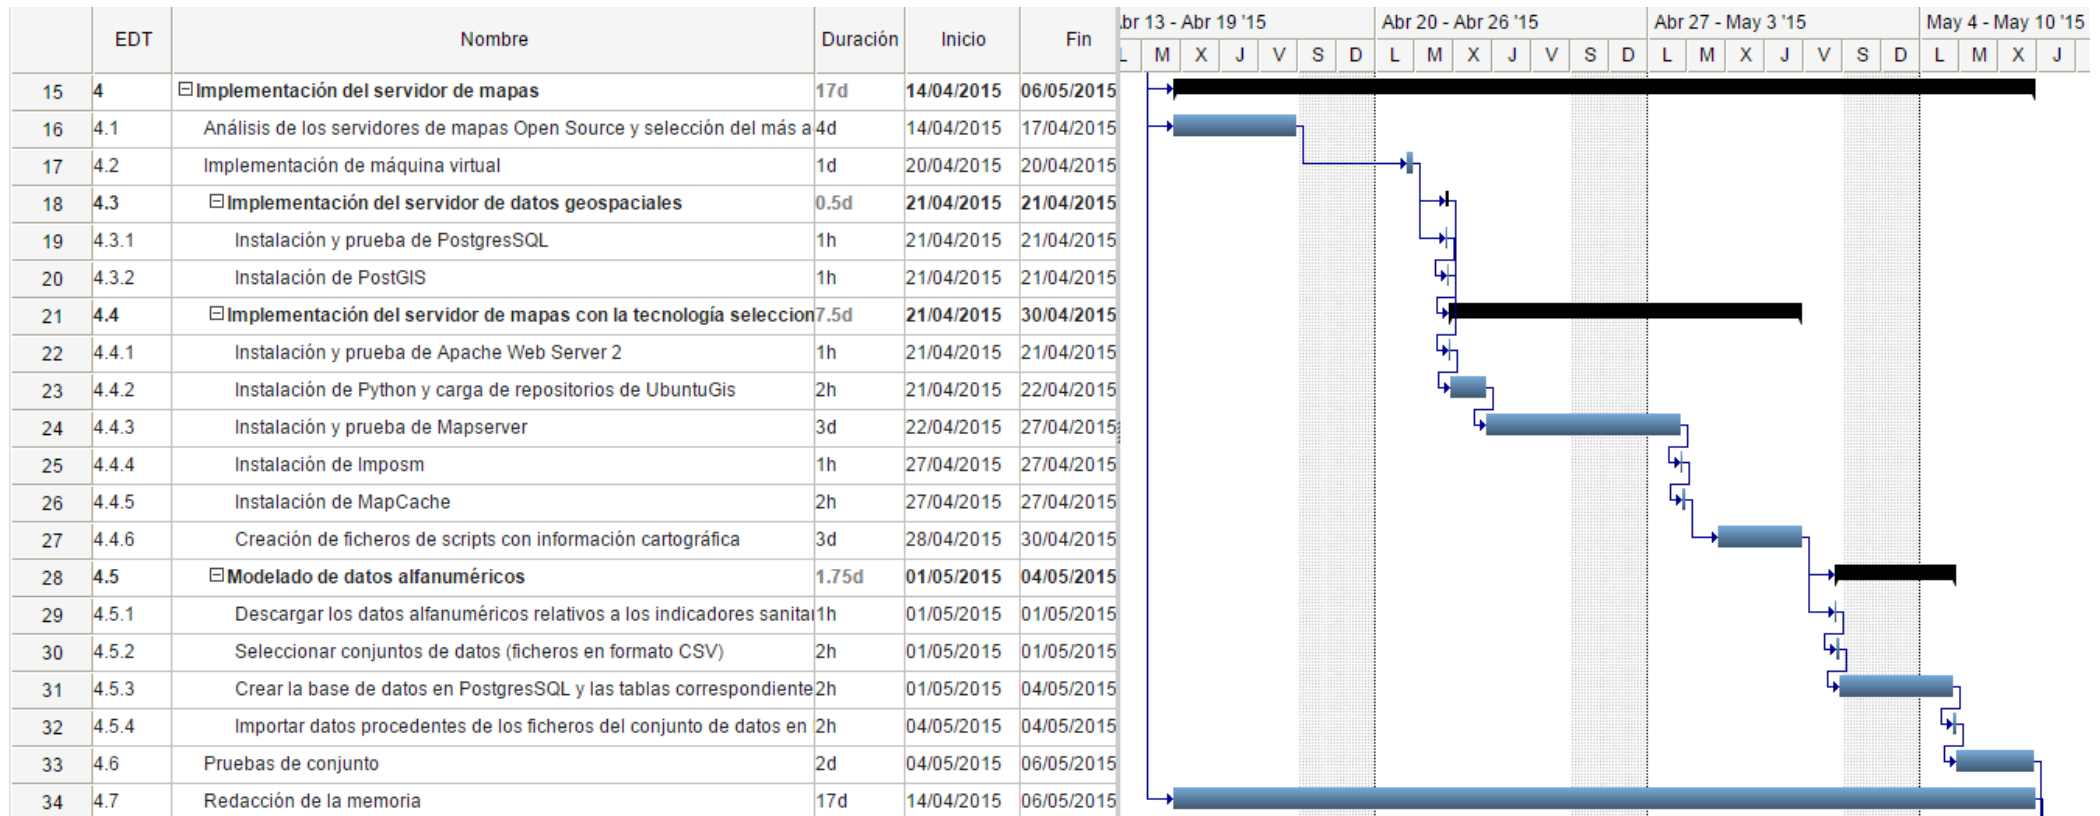 EDT Nombre Duración Inicio Fin
br 13 - Abr 19 '15 Abr 20 - Abr 26 '15 Abr 27 - May 3 '15 May 4 - May 10 '15
L M X J V S D L M X J V S D L M X J V S D L M X J
15 4 Implementación del servidor de mapas 17d 14/04/2015 06/05/2015
16 4.1 Análisis de los servidores de mapas Open Source y selección del más a 4d 14/04/2015 17/04/2015
17 4.2 Implementación de máquina virtual 1d 20/04/2015 20/04/2015
18 4.3 Implementación del servidor de datos geospaciales 0.5d 21/04/2015 21/04/2015
19 4.3.1 Instalación y prueba de PostgresSQL 1h 21/04/2015 21/04/2015
20 4.3.2 Instalación de PostGIS 1h 21/04/2015 21/04/2015
21 4.4 Implementación del servidor de mapas con la tecnología seleccion 7.5d 21/04/2015 30/04/2015
22 4.4.1 Instalación y prueba de Apache Web Server 2 1h 21/04/2015 21/04/2015
23 4.4.2 Instalación de Python y carga de repositorios de UbuntuGis 2h 21/04/2015 22/04/2015
24 4.4.3 Instalación y prueba de Mapserver 3d 22/04/2015 27/04/2015
25 4.4.4 Instalación de Imposm 1h 27/04/2015 27/04/2015
26 4.4.5 Instalación de MapCache 2h 27/04/2015 27/04/2015
27 4.4.6 Creación de ficheros de scripts con información cartográfica 3d 28/04/2015 30/04/2015
28 4.5 Modelado de datos alfanuméricos 1.75d 01/05/2015 04/05/2015
29 4.5.1 Descargar los datos alfanuméricos relativos a los indicadores sanitar 1h 01/05/2015 01/05/2015
30 4.5.2 Seleccionar conjuntos de datos (ficheros en formato CSV) 2h 01/05/2015 01/05/2015
31 4.5.3 Crear la base de datos en PostgresSQL y las tablas correspondiente 2h 01/05/2015 04/05/2015
32 4.5.4 Importar datos procedentes de los ficheros del conjunto de datos en 2h 04/05/2015 04/05/2015
33 4.6 Pruebas de conjunto 2d 04/05/2015 06/05/2015
34 4.7 Redacción de la memoria 17d 14/04/2015 06/05/2015